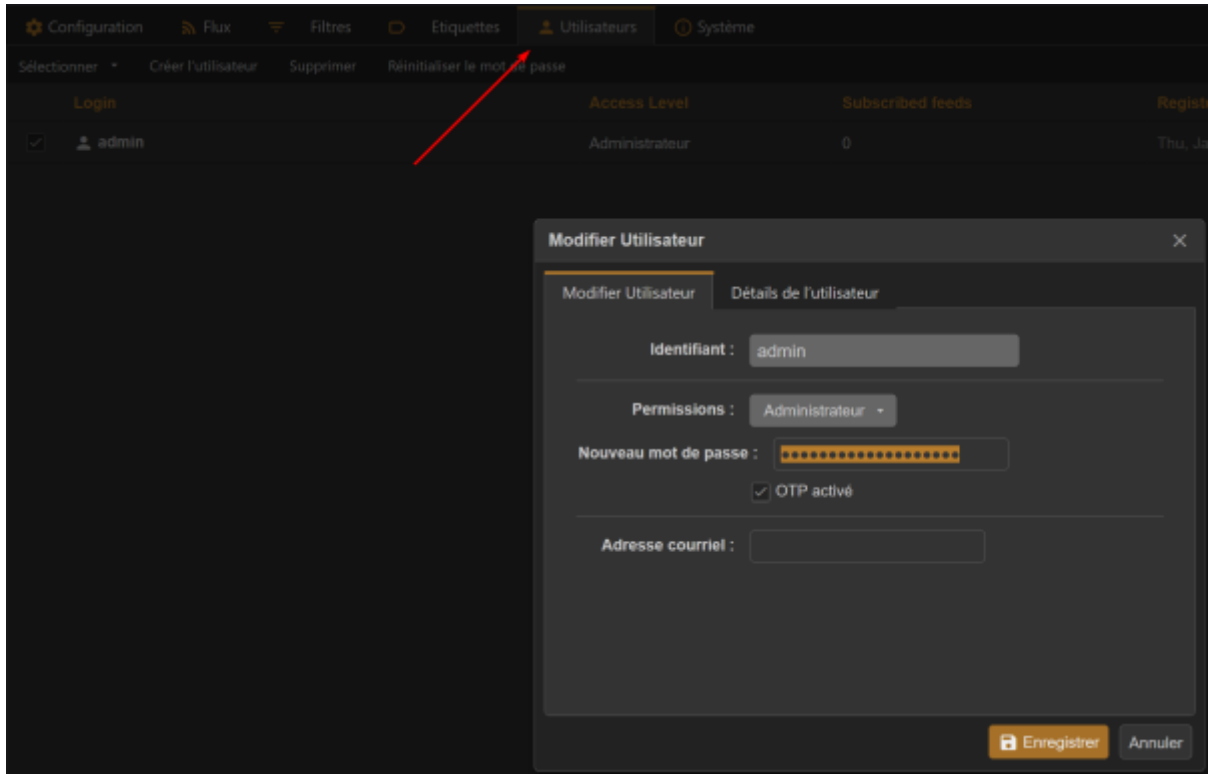 Configuration Flux Filtres Etiquettes Utilisateurs Système
Sélectionner Créer l'utilisateur Supprimer Réinitialiser le mot de passe
Login Access Level Subscribed feeds
admin Administrateur 0 Thu,
Modifier Utilisateur
Modifier Utilisateur Détails de l'utilisateur
Identifiant : admin
Permissions : Administrateur
Nouveau mot de passe :
OTP activé
Adresse courriel :
Enregistrer Annuler